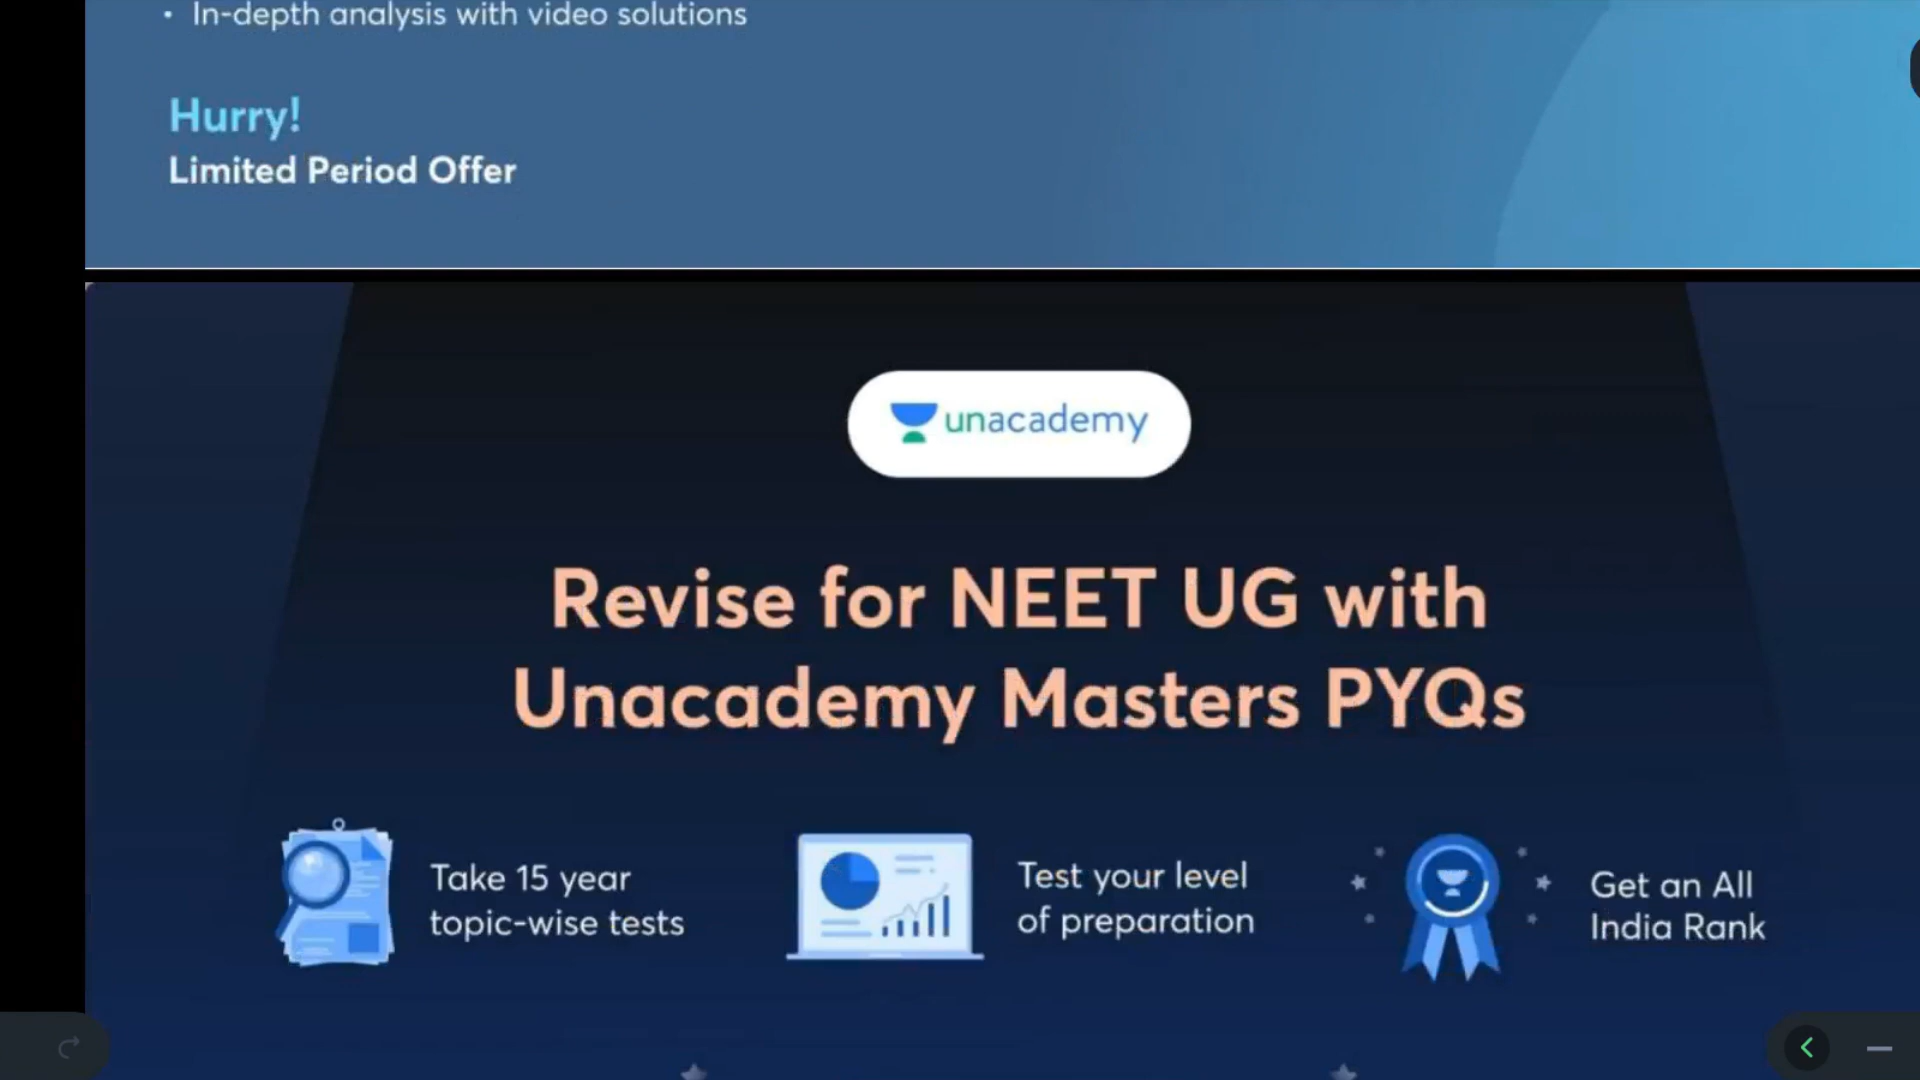 • In-depth analysis with video solutions
Hurry!
Limited Period Offer
unacademy
Revise for NEET UG with
Unacademy Masters PYQs
Take 15 year
topic-wise tests
Test your level
of preparation
Get an All
India Rank